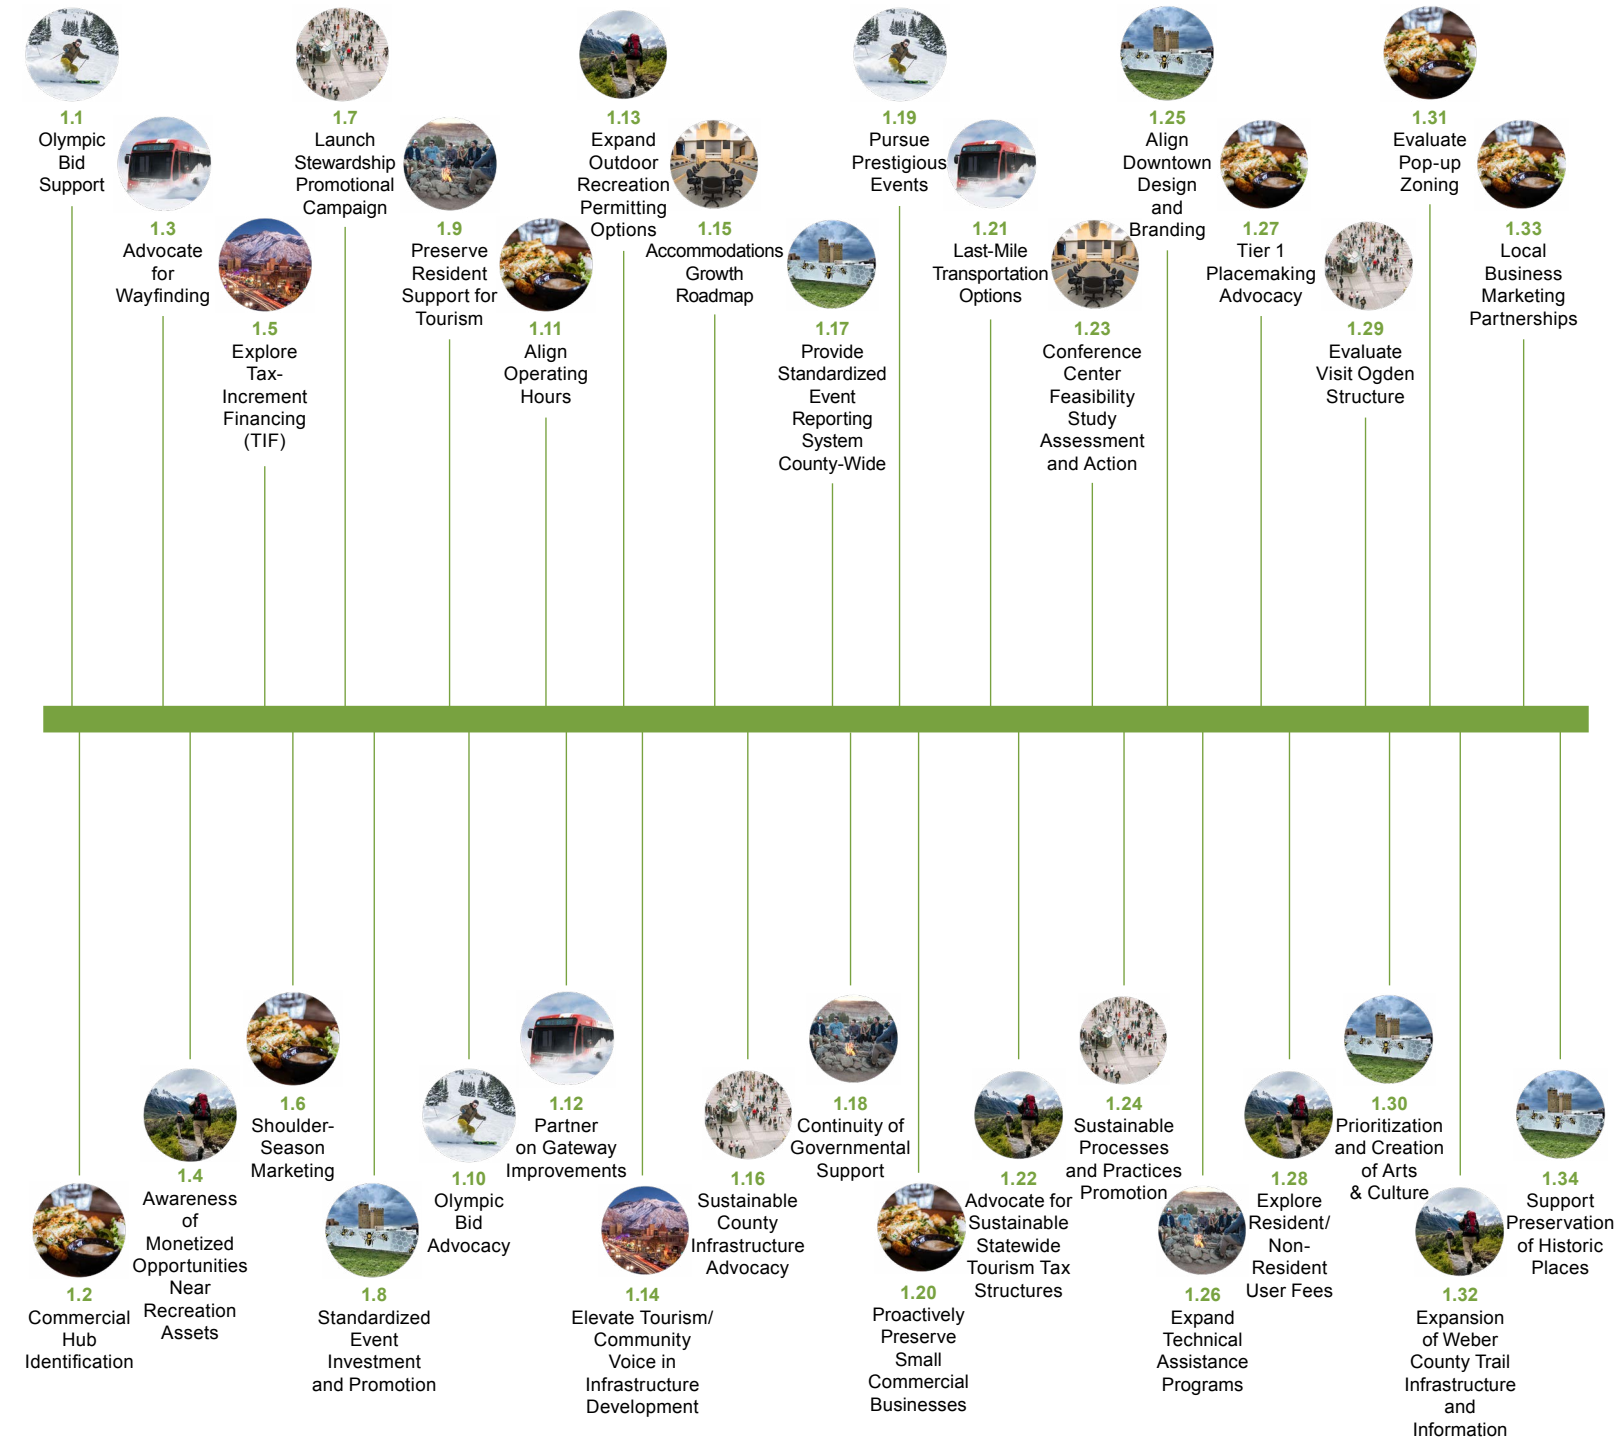 1.1
Olympic
Bid
Support
1.3
Advocate
for
Wayfinding
1.5
Explore
Tax-
Increment
Financing
(TIF)
1.7
Launch
Stewardship
Promotional
Campaign
1.9
Preserve
Resident
Support for
Tourism
1.11
Align
Operating
Hours
1.13
Expand
Outdoor
Recreation
Permitting
Options
1.15
Accommodations
Growth
Roadmap
1.17
Provide
Standardized
Event
Reporting
System
County-Wide
1.19
Pursue
Prestigious
Events
1.21
Last-Mile
Transportation
Options
1.23
Conference
Center
Feasibility
Study
Assessment
and Action
1.25
Align
Downtown
Design
and
Branding
1.27
Tier 1
Placemaking
Advocacy
1.29
Evaluate
Visit Ogden
Structure
1.31
Evaluate
Pop-up
Zoning
1.33
Local
Business
Marketing
Partnerships
1.2
Commercial
Hub
Identification
1.4
Awareness
of
Monetized
Opportunities
Near
Recreation
Assets
1.6
Shoulder-
Season
Marketing
1.8
Standardized
Event
Investment
and Promotion
1.10
Olympic
Bid
Advocacy
1.12
Partner
on Gateway
Improvements
1.14
Elevate Tourism/
Community
Voice in
Infrastructure
Development
1.16
Sustainable
County
Infrastructure
Advocacy
1.18
Continuity of
Governmental
Support
1.20
Proactively
Preserve
Small
Commercial
Businesses
1.22
Advocate for
Sustainable
Statewide
Tourism Tax
Structures
1.24
Sustainable
Processes
and Practices
Promotion
1.26
Expand
Technical
Assistance
Programs
1.28
Explore
Resident/
Non-
Resident
User Fees
1.30
Prioritization
and Creation
of Arts
& Culture
1.32
Expansion
of Weber
County Trail
Infrastructure
and
Information
1.34
Support
Preservation
of Historic
Places